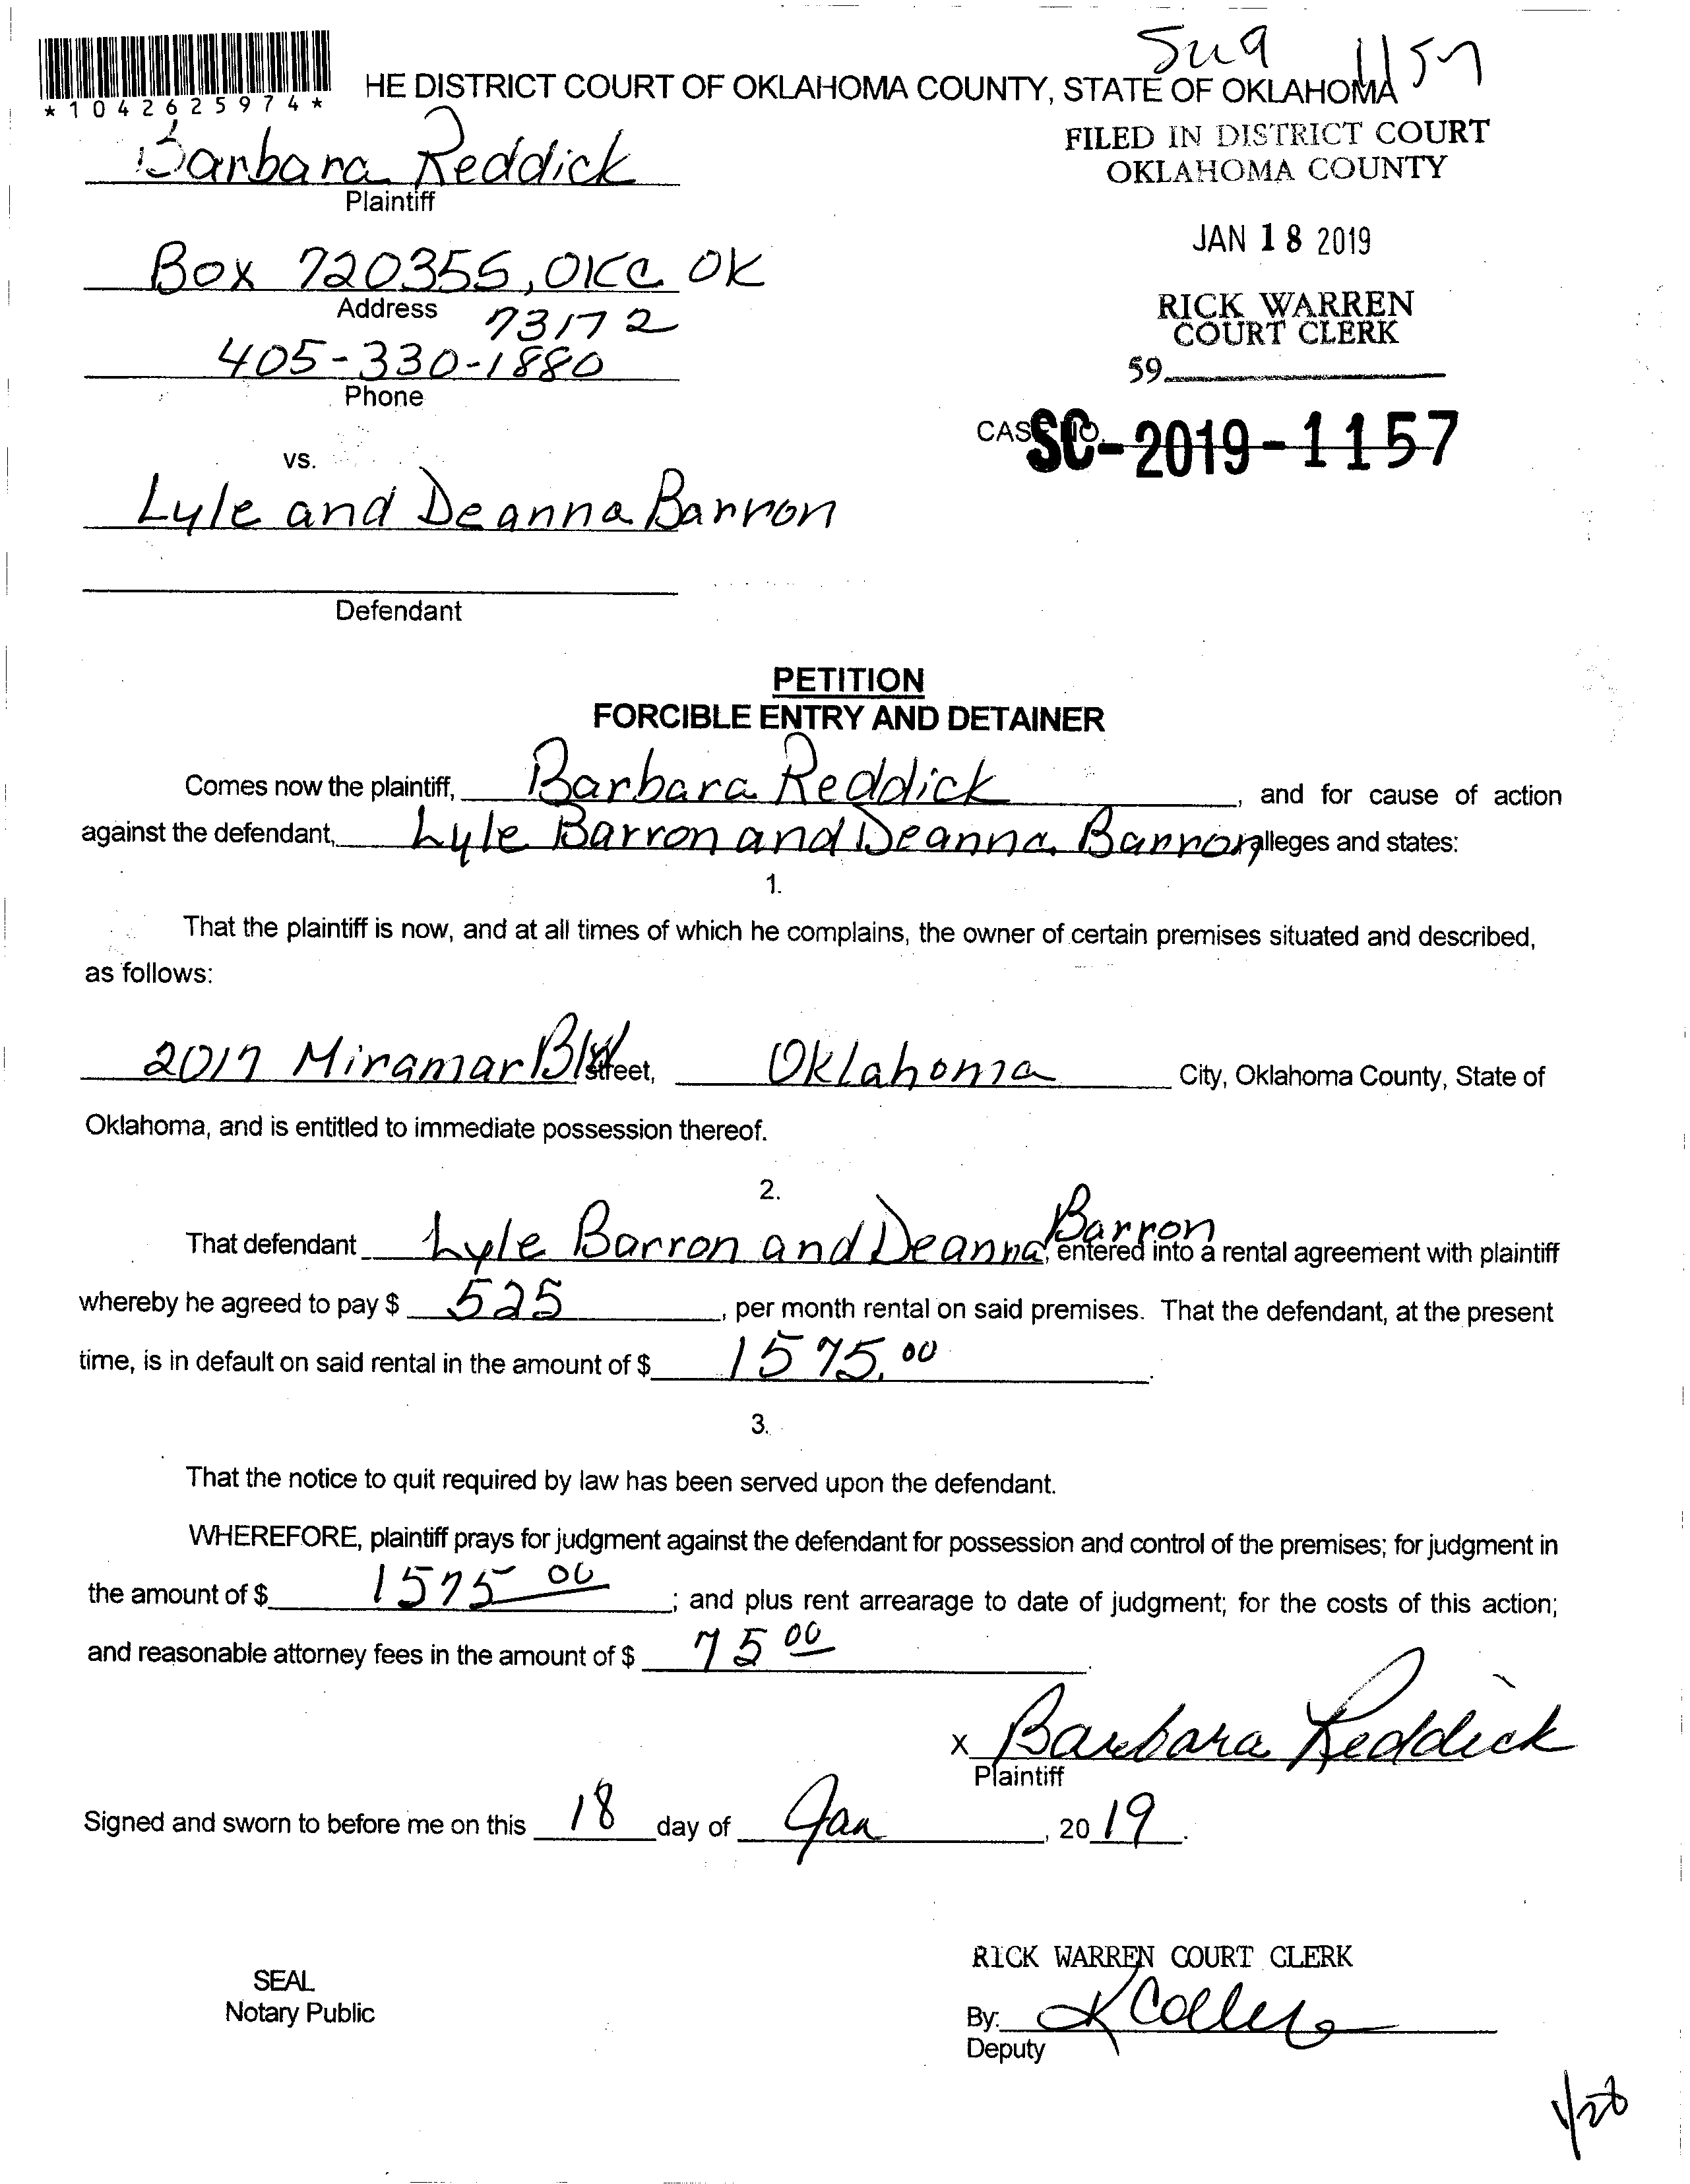 1157
*1042625974*
HE DISTRICT COURT OF OKLAHOMA COUNTY, STATE OF OKLAHOMA
FILED IN DISTRICT COURT
OKLAHOMA COUNTY
Barbara Reddick
Plaintiff
JAN 18 2019
Box 720355, OKC OK
Address
73172
RICK WARREN
COURT CLERK
405-330-1880
Phone
59
CASE NO. SC-2019-1157
vs.
Lyle and Deanna Barron
Defendant
PETITION
FORCIBLE ENTRY AND DETAINER
Comes now the plaintiff, Barbara Reddick, and for cause of action
against the defendant, Lyle Barron and Deanna Barron alleges and states:
1.
That the plaintiff is now, and at all times of which he complains, the owner of certain premises situated and described,
as follows:
2017 Miramar Blvd Street, Oklahoma City, Oklahoma County, State of
Oklahoma, and is entitled to immediate possession thereof.
2.
That defendant Lyle Barron and Deanna Barron, entered into a rental agreement with plaintiff
whereby he agreed to pay $ 525, per month rental on said premises. That the defendant, at the present
time, is in default on said rental in the amount of $ 1575.00.
3.
That the notice to quit required by law has been served upon the defendant.
WHEREFORE, plaintiff prays for judgment against the defendant for possession and control of the premises; for judgment in
the amount of $ 1575 00; and plus rent arrearage to date of judgment; for the costs of this action;
and reasonable attorney fees in the amount of $ 75 00.
x Barbara Reddick
Plaintiff
Signed and sworn to before me on this 18 day of Jan, 2019.
RICK WARREN COURT CLERK
SEAL
Notary Public
By:
Deputy